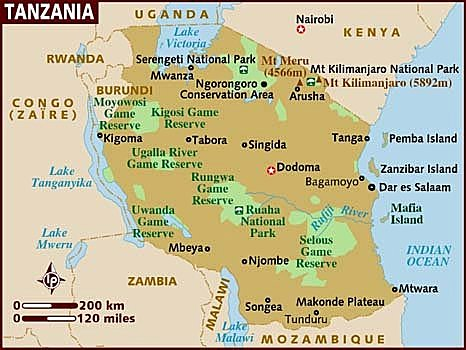 TANZANIA
UGANDA
Nairobi
KENYA
Lake
Victoria
RWANDA
Serengeti National Park
Mwanza
Mt Meru
(4566m)
Mt Kilimanjaro National Park
Mt Kilimanjaro (5892m)
Ngorongoro
Conservation Area
Arusha
CONGO
(ZAIRE)
BURUNDI
Moyowosi
Game
Reserve
Kigosi Game
Reserve
Kigoma
Tabora
Singida
Tanga
Pemba Island
Ugalla River
Game Reserve
Dodoma
Zanzibar Island
Lake
Tanganyika
Rungwa
Game
Reserve
Bagamoyo
Dar es Salaam
Uwanda
Game
Reserve
Ruaha
National
Park
Rufiji River
Mafia
Island
Lake
Mweru
Mbeya
Selous
Game
Reserve
INDIAN
OCEAN
Njombe
LP
ZAMBIA
MALAWI
Mtwara
0 200 km
0 120 miles
Songea
Makonde Plateau
Tunduru
Lake
Malawi
MOZAMBIQUE